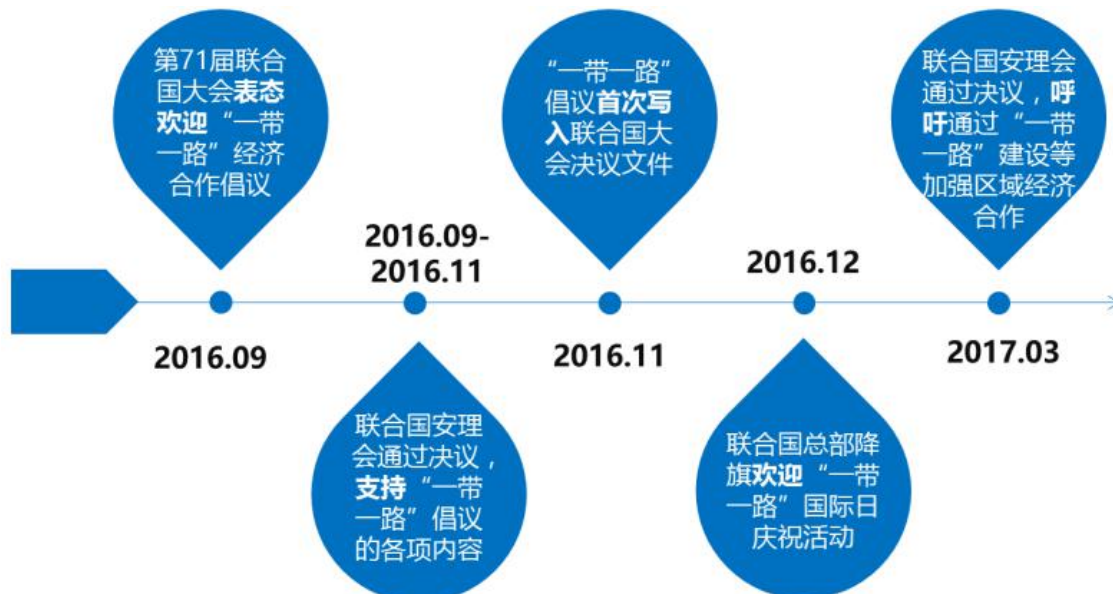 第71届联合
国大会表态
欢迎“一带
一路”经济
合作倡议
2016.09
2016.09-
2016.11
联合国安理
会通过决议，
支持“一带
一路”倡议
的各项内容
“一带一路”
倡议首次写
入联合国大
会决议文件
2016.11
2016.12
联合国总部降
旗欢迎“一带
一路”国际日
庆祝活动
联合国安理会
通过决议，呼
吁通过“一带
一路”建设等
加强区域经济
合作
2017.03